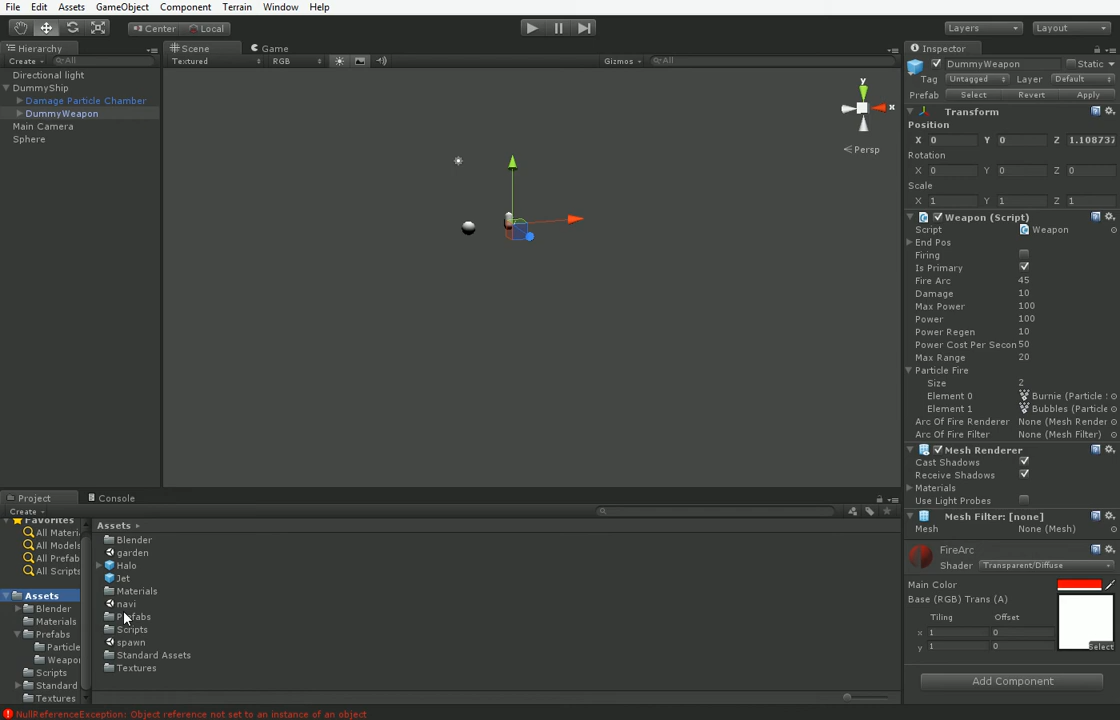 File Edit Assets GameObject Component Terrain Window Help
Center Local Layers Layout
Hierarchy
Create All
Directional light
DummyShip
Damage Particle Chamber
DummyWeapon
Main Camera
Sphere
Scene Game
Textured RGB Gizmos All
y
x
Persp
Inspector
DummyWeapon Static
Tag Untagged Layer Default
Prefab Select Revert Apply
Transform
Position
X 0 Y 0 Z 1.108737
Rotation
X 0 Y 0 Z 0
Scale
X 1 Y 1 Z 1
Weapon (Script)
Script Weapon
End Pos
Firing
Is Primary
Fire Arc 45
Damage 10
Max Power 100
Power 100
Power Regen 10
Power Cost Per Secon 50
Max Range 20
Particle Fire
Size 2
Element 0 Burnie (Particle :
Element 1 Bubbles (Particle
Arc Of Fire Renderer None (Mesh Render
Arc Of Fire Filter None (Mesh Filter)
Mesh Renderer
Cast Shadows
Receive Shadows
Materials
Use Light Probes
Mesh Filter: [none]
Mesh None (Mesh)
FireArc
Shader Transparent/Diffuse
Main Color
Base (RGB) Trans (A)
Tiling Offset
x 1 0
y 1 0
Select
Add Component
Project Console
Create
Favorites
All Materi
All Models
All Prefab
All Scripts
Assets
Blender
Materials
Prefabs
Particle
Weapo
Scripts
Standard
Textures
Assets
Blender
garden
Halo
Jet
Materials
navi
Prefabs
Scripts
spawn
Standard Assets
Textures
NullReferenceException: Object reference not set to an instance of an object